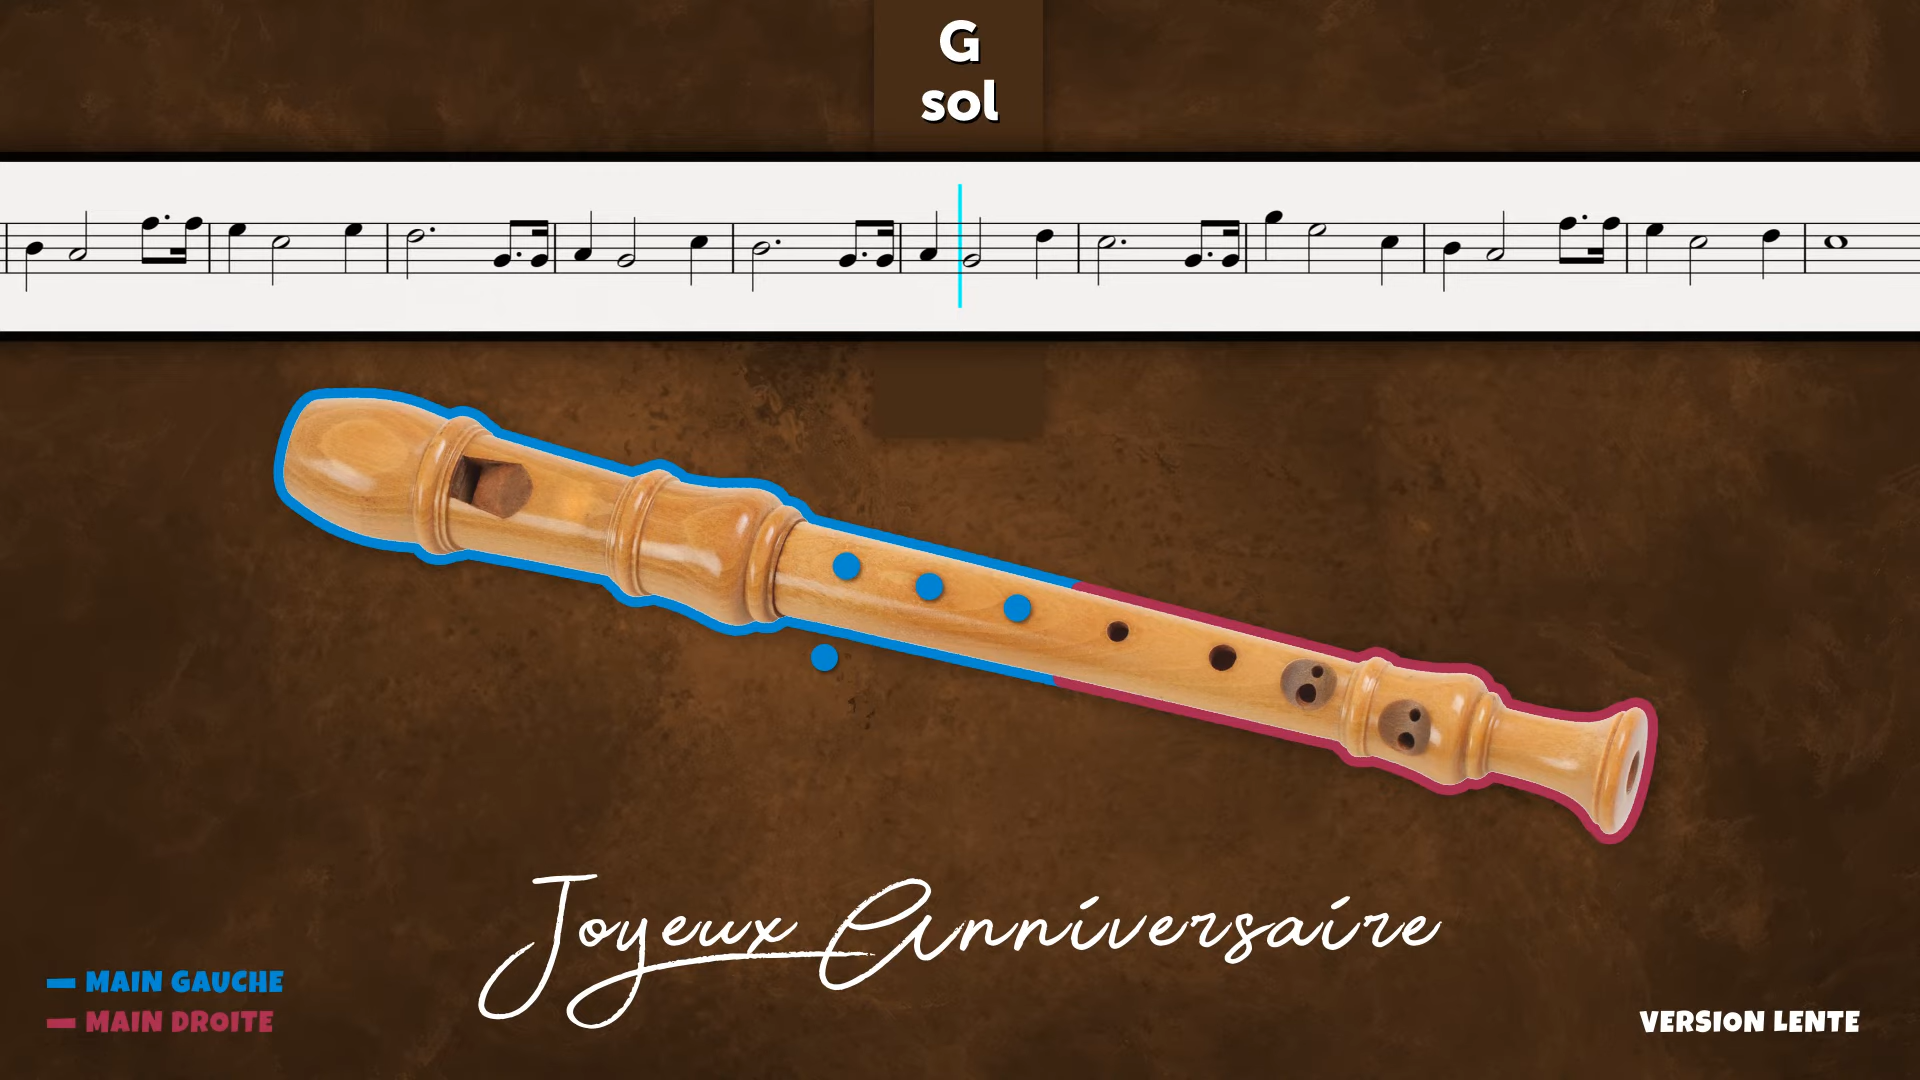 G
sol
Joyeux Anniversaire
MAIN GAUCHE
MAIN DROITE
VERSION LENTE